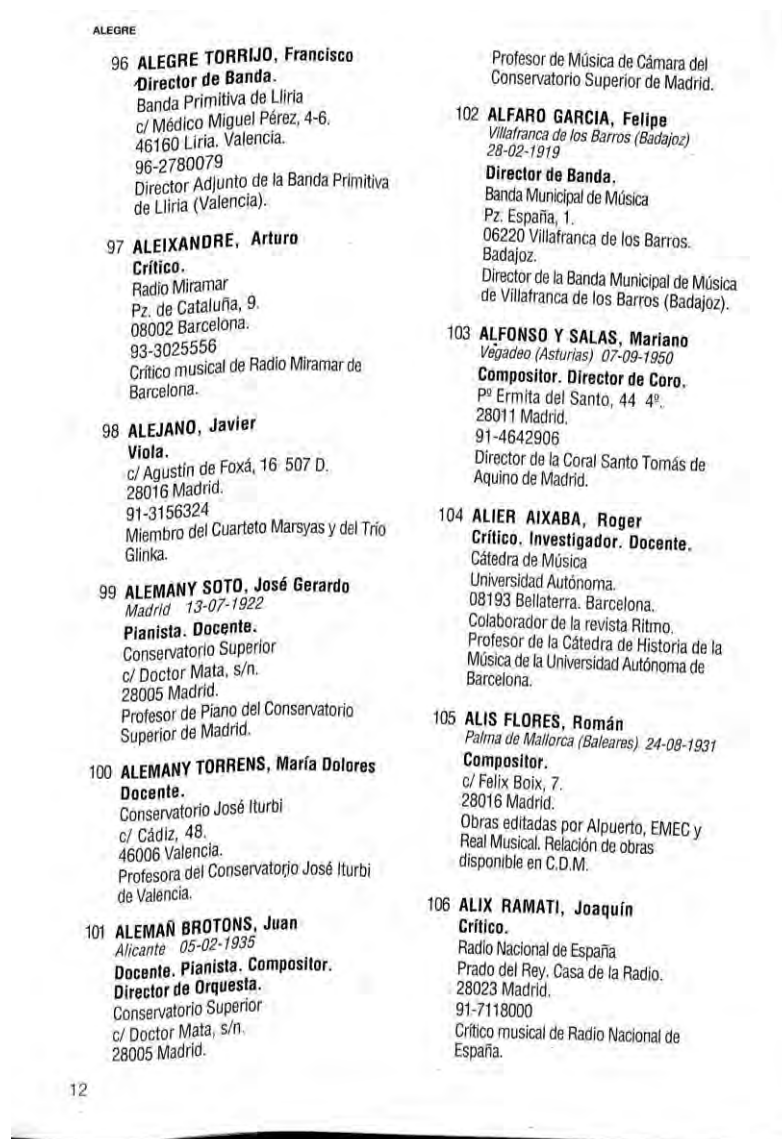 ALEGRE
96 ALEGRE TORRIJO, Francisco
Director de Banda.
Banda Primitiva de Lliria
c/ Médico Miguel Pérez, 4-6.
46160 Liria. Valencia.
96-2780079
Director Adjunto de la Banda Primitiva
de Lliria (Valencia).
97 ALEIXANDRE, Arturo
Crítico.
Radio Miramar
Pz. de Cataluña, 9.
08002 Barcelona.
93-3025556
Crítico musical de Radio Miramar de
Barcelona.
98 ALEJANO, Javier
Viola.
c/ Agustín de Foxá, 16 507 D.
28016 Madrid.
91-3156324
Miembro del Cuarteto Marsyas y del Trío
Glinka.
99 ALEMANY SOTO, José Gerardo
Madrid 13-07-1922
Pianista. Docente.
Conservatorio Superior
c/ Doctor Mata, s/n.
28005 Madrid.
Profesor de Piano del Conservatorio
Superior de Madrid.
100 ALEMANY TORRENS, María Dolores
Docente.
Conservatorio José Iturbi
c/ Cádiz, 48.
46006 Valencia.
Profesora del Conservatorio José Iturbi
de Valencia.
101 ALEMAÑ BROTONS, Juan
Alicante 05-02-1935
Docente. Pianista. Compositor.
Director de Orquesta.
Conservatorio Superior
c/ Doctor Mata, s/n.
28005 Madrid.
Profesor de Música de Cámara del
Conservatorio Superior de Madrid.
102 ALFARO GARCIA, Felipe
Villafranca de los Barros (Badajoz)
28-02-1919
Director de Banda.
Banda Municipal de Música
Pz. España, 1.
06220 Villafranca de los Barros.
Badajoz.
Director de la Banda Municipal de Música
de Villafranca de los Barros (Badajoz).
103 ALFONSO Y SALAS, Mariano
Vegadeo (Asturias) 07-09-1950
Compositor. Director de Coro.
Pº Ermita del Santo, 44 4º.
28011 Madrid.
91-4642906
Director de la Coral Santo Tomás de
Aquino de Madrid.
104 ALIER AIXABA, Roger
Crítico. Investigador. Docente.
Cátedra de Música
Universidad Autónoma.
08193 Bellaterra. Barcelona.
Colaborador de la revista Ritmo.
Profesor de la Cátedra de Historia de la
Música de la Universidad Autónoma de
Barcelona.
105 ALIS FLORES, Román
Palma de Mallorca (Baleares) 24-08-1931
Compositor.
c/ Felix Boix, 7.
28016 Madrid.
Obras editadas por Alpuerto, EMEC y
Real Musical. Relación de obras
disponible en C.D.M.
106 ALIX RAMATI, Joaquín
Crítico.
Radio Nacional de España
Prado del Rey. Casa de la Radio.
28023 Madrid.
91-7118000
Crítico musical de Radio Nacional de
España.
12